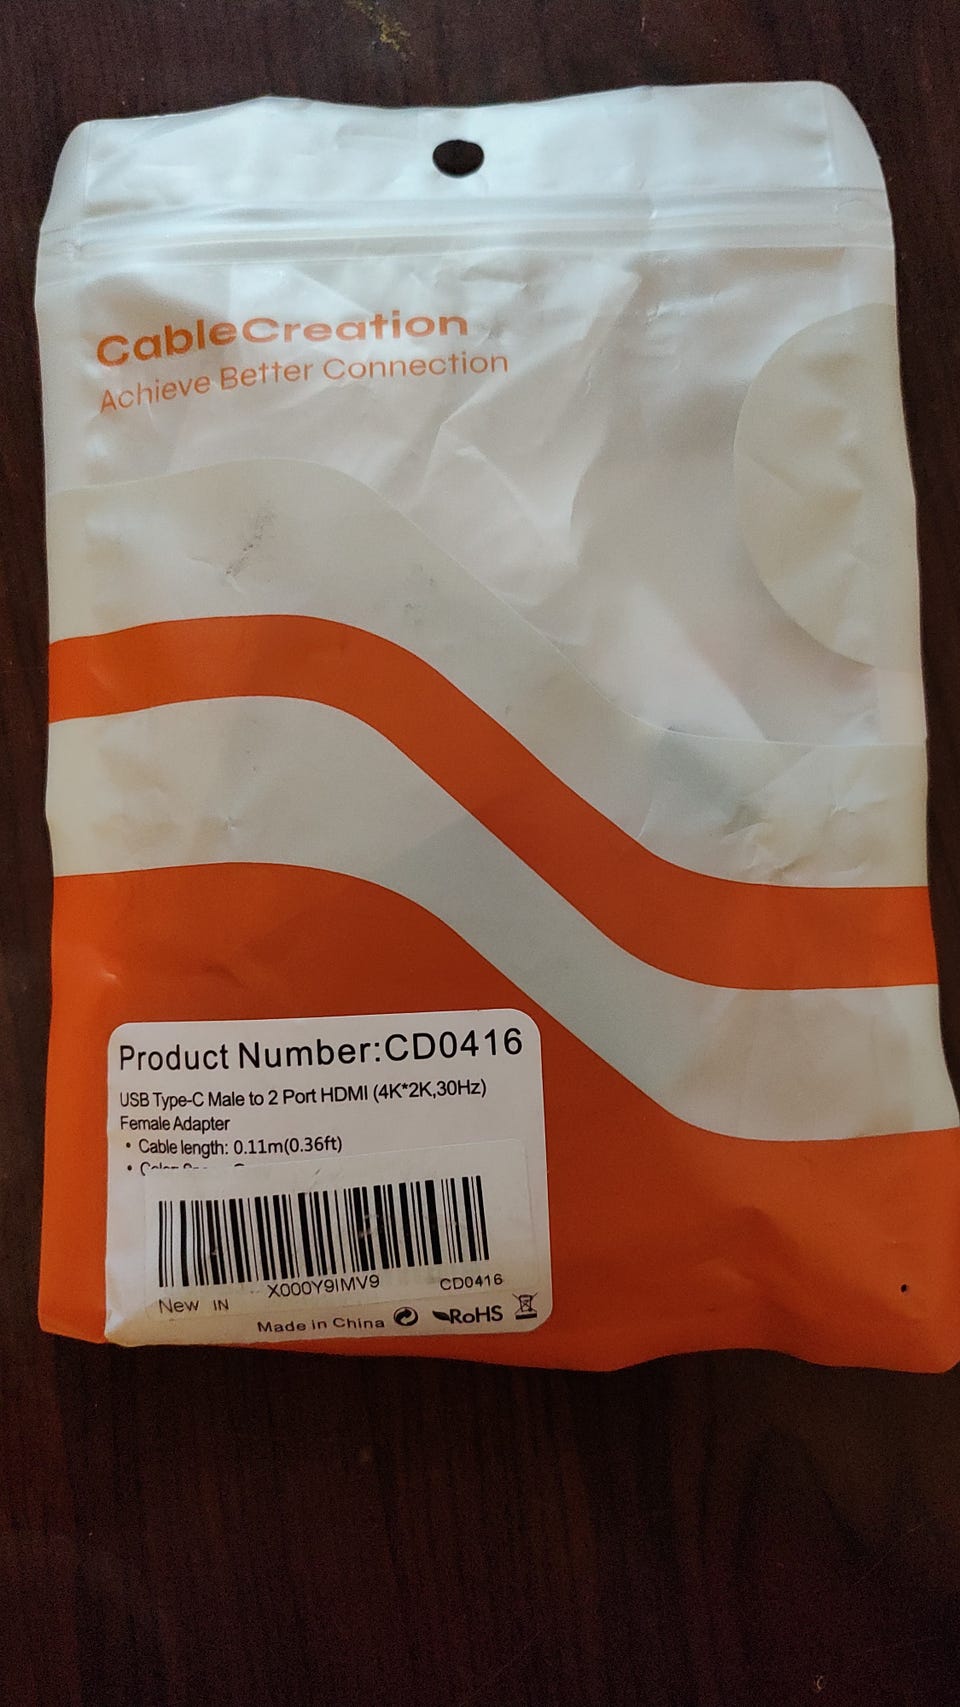 CableCreation
Achieve Better Connection
Product Number:CD0416
USB Type-C Male to 2 Port HDMI (4K*2K,30Hz)
Female Adapter
• Cable length: 0.11m(0.36ft)
X000Y9IMV9 CD0416
New IN
Made in China RoHS